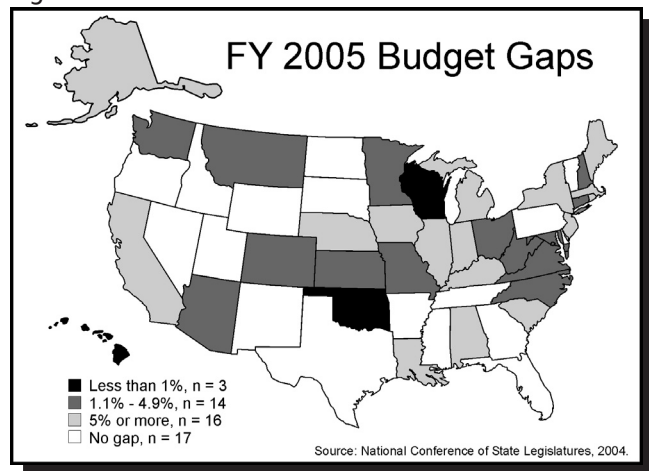 FY 2005 Budget Gaps
Less than 1%, n = 3
1.1% - 4.9%, n = 14
5% or more, n = 16
No gap, n = 17
Source: National Conference of State Legislatures, 2004.